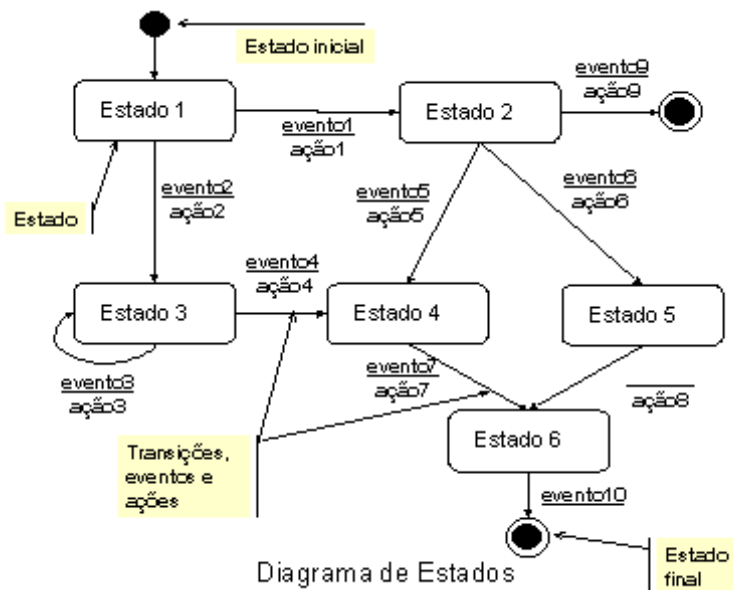 Estado inicial
Estado 1
evento1
ação1
Estado 2
evento9
ação9
Estado
evento2
ação2
evento5
ação5
evento6
ação6
Estado 3
evento4
ação4
Estado 4
Estado 5
evento3
ação3
evento7
ação7
ação8
Transições,
eventos e
ações
Estado 6
evento10
Estado
final
Diagrama de Estados